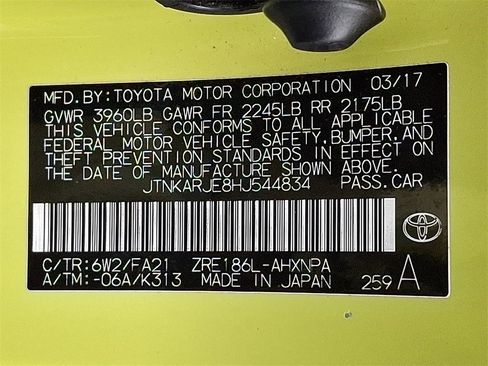 MFD.BY:TOYOTA MOTOR CORPORATION 03/17
GVWR 3960LB GAWR FR 2245LB RR 2175LB
THIS VEHICLE CONFORMS TO ALL APPLICABLE
FEDERAL MOTOR VEHICLE SAFETY,BUMPER,AND
THEFT PREVENTION STANDARDS IN EFFECT ON
THE DATE OF MANUFACTURE SHOWN ABOVE.
JTNKARJE8HJ544834 PASS.CAR
C/TR:6W2/FA21 ZRE186L-AHXNPA
A/TM:-06A/K313 MADE IN JAPAN 259 A